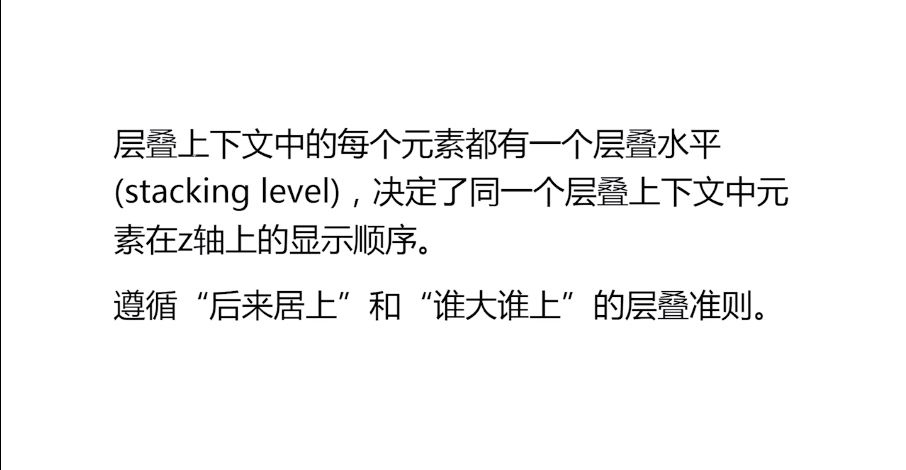 层叠上下文中的每个元素都有一个层叠水平
(stacking level)，决定了同一个层叠上下文中元
素在z轴上的显示顺序。
遵循“后来居上”和“谁大谁上”的层叠准则。